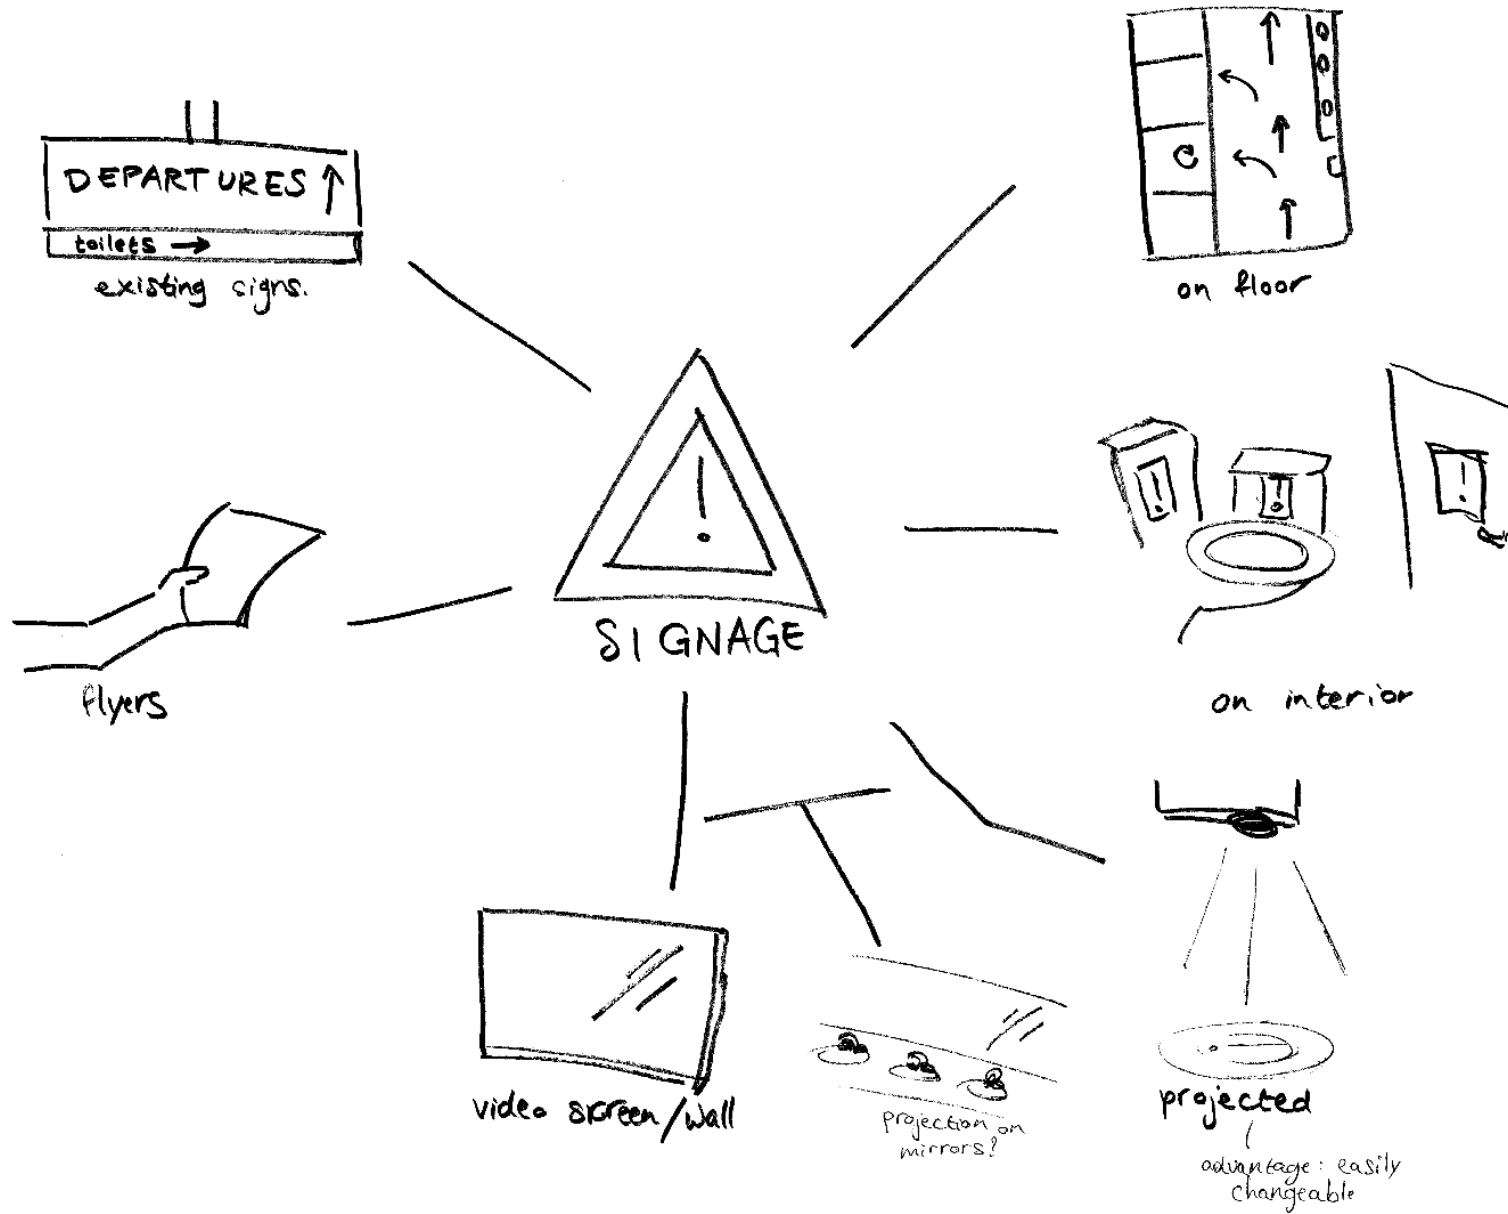 DEPARTURES ↑
toilets →
existing signs.
on floor
!
SIGNAGE
!
!
!
on interior
flyers
video screen/wall
projection on
mirrors?
projected
advantage: easily
changeable